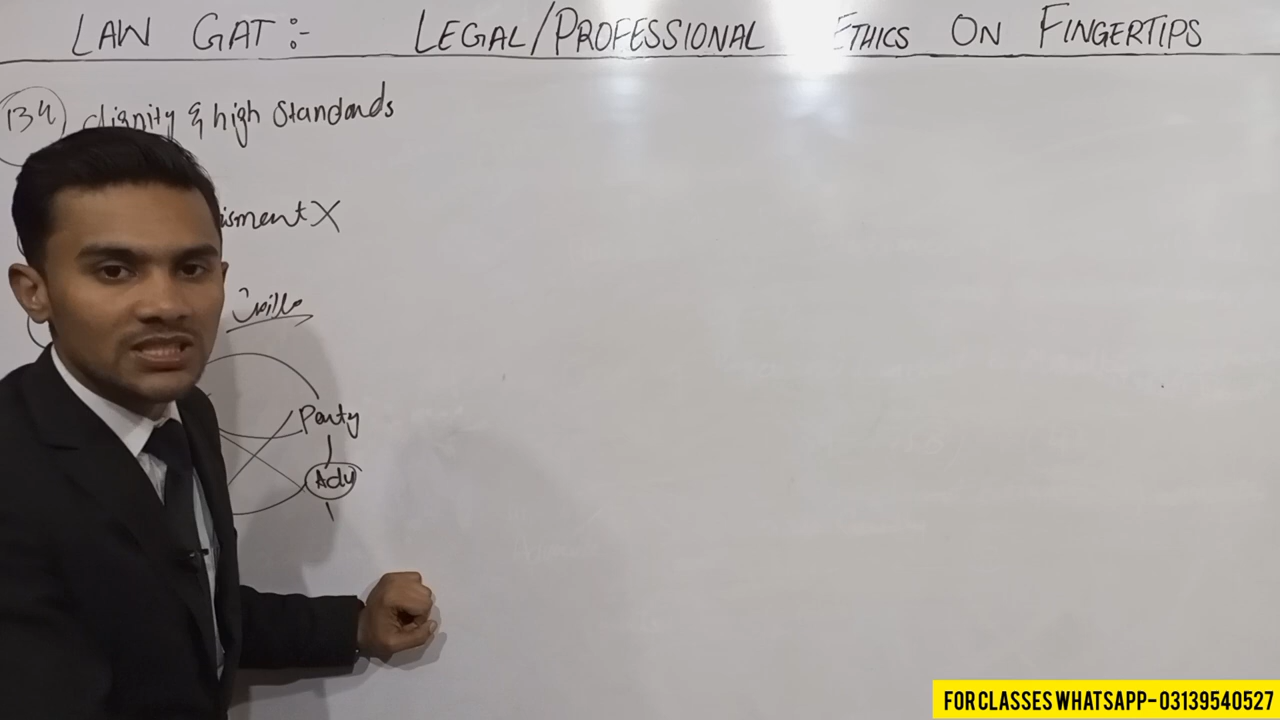 LAW GAT:- LEGAL/PROFESSIONAL ETHICS ON FINGERTIPS
134 dignity & high Standards
isment X
Party
Adv
FOR CLASSES WHATSAPP- 03139540527